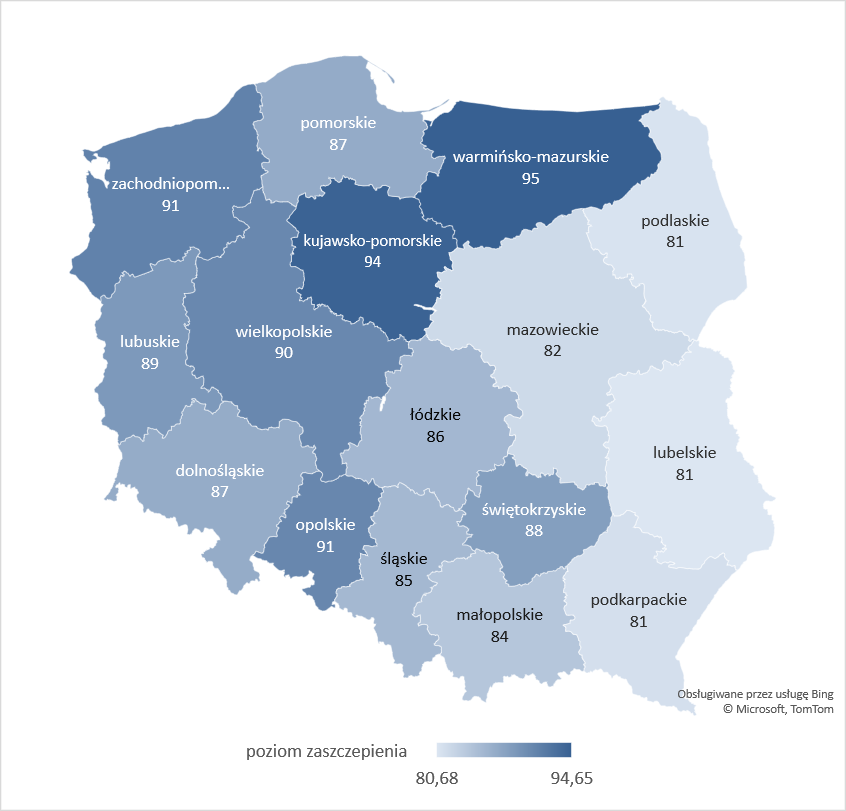 pomorskie
87
warmińsko-mazurskie
95
zachodniopom...
91
podlaskie
81
kujawsko-pomorskie
94
mazowieckie
82
wielkopolskie
90
lubuskie
89
łódzkie
86
lubelskie
81
dolnośląskie
87
świętokrzyskie
88
opolskie
91
śląskie
85
podkarpackie
81
małopolskie
84
Obsługiwane przez usługę Bing
© Microsoft, TomTom
poziom zaszczepienia
80,68 94,65